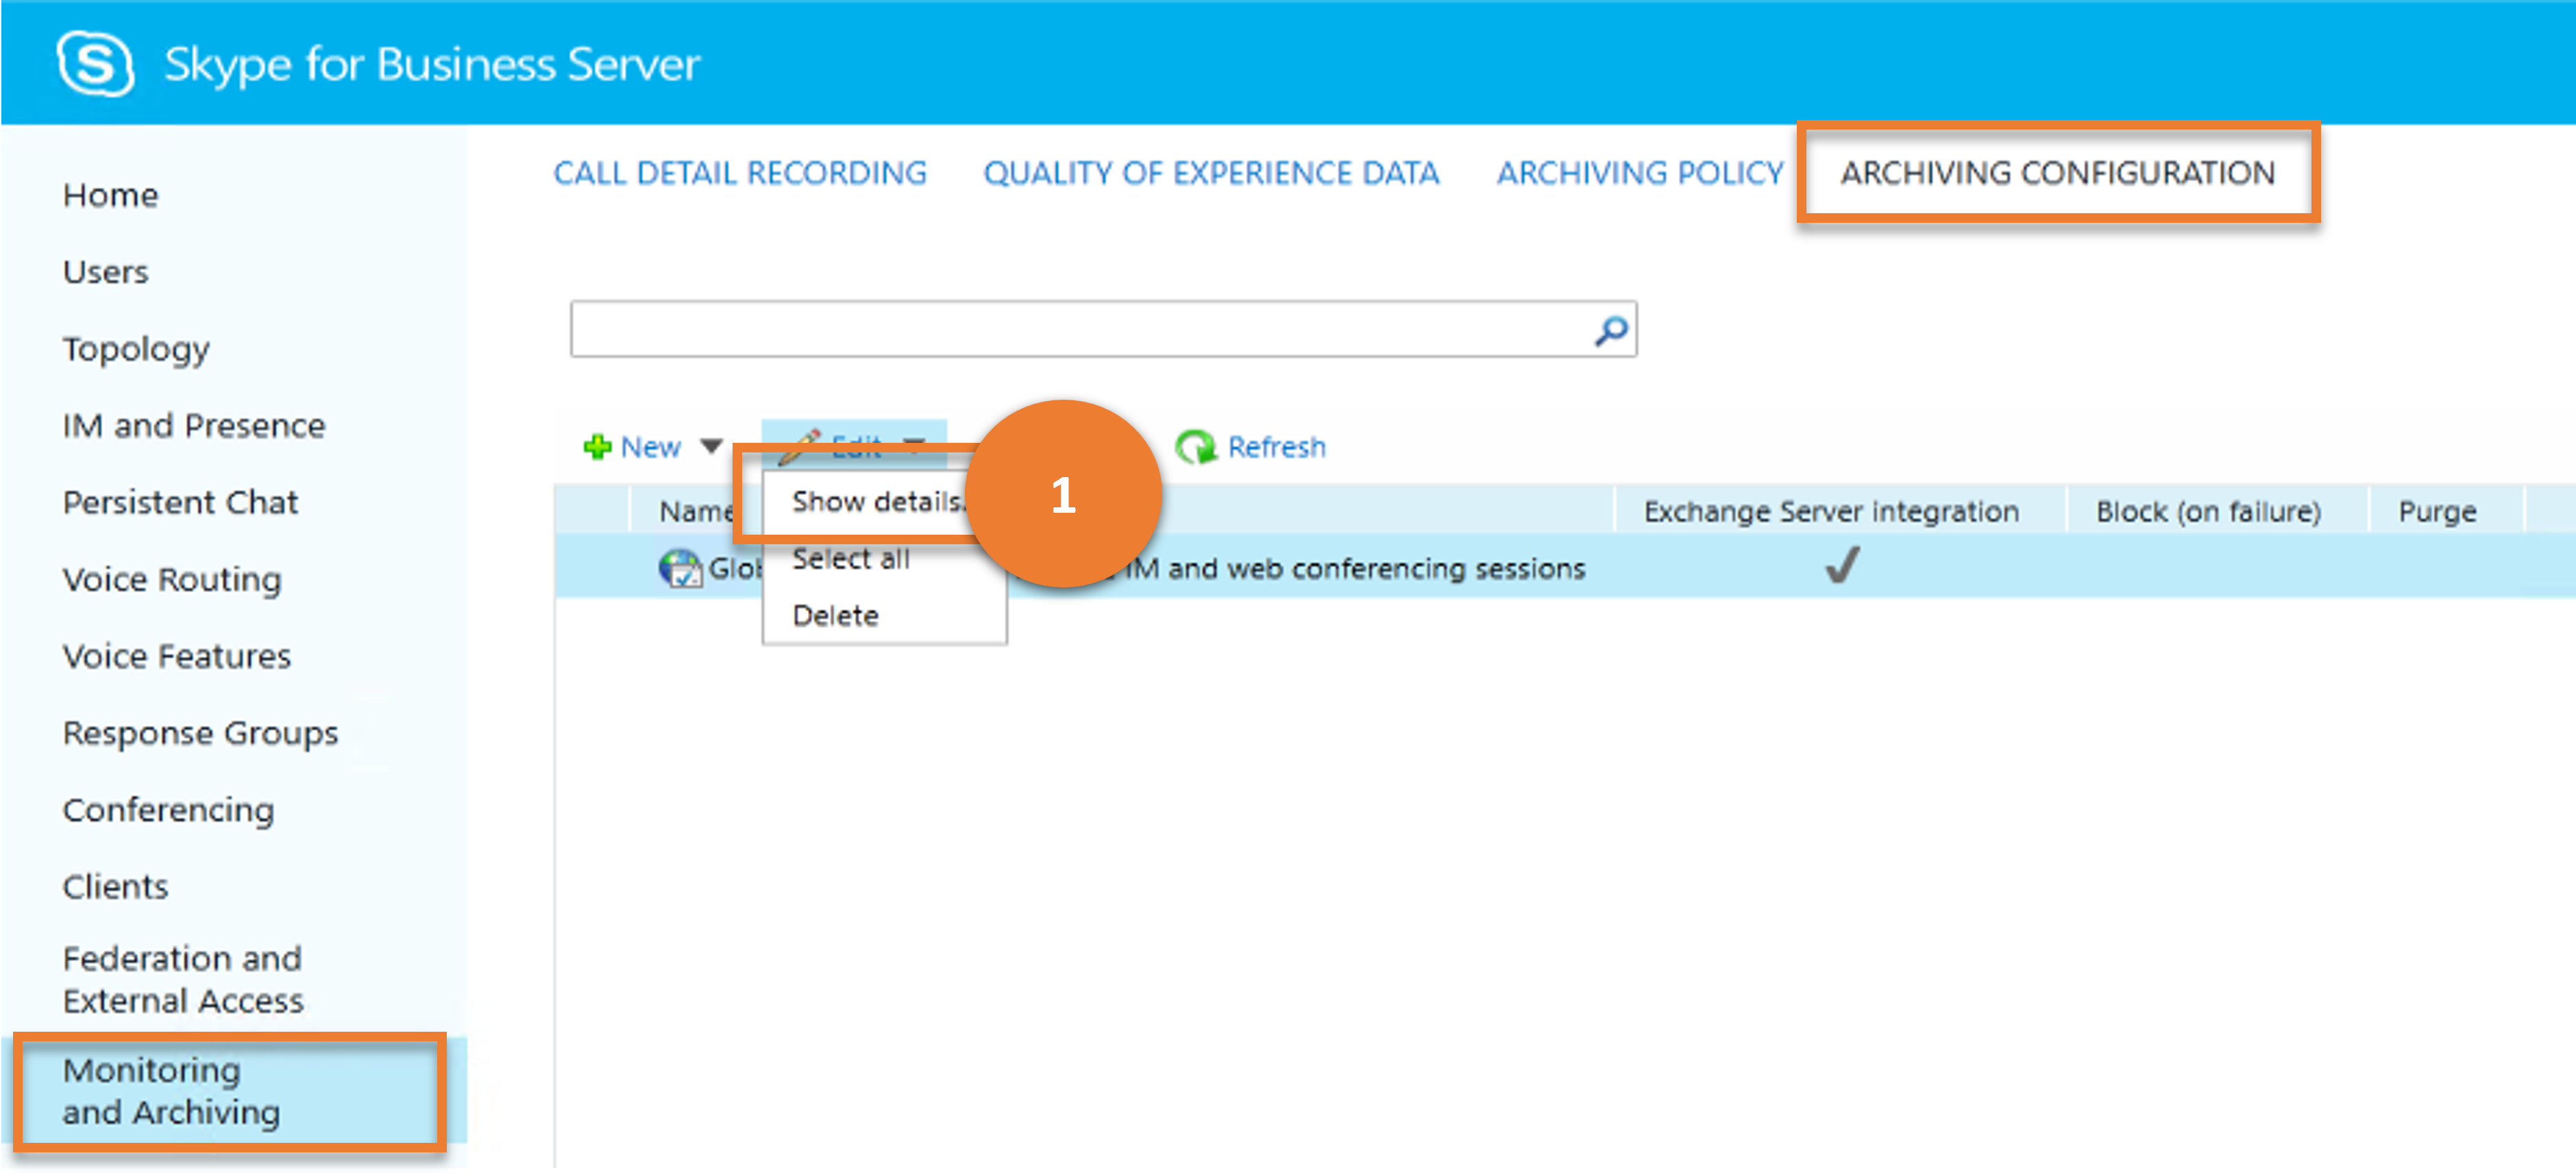 Skype for Business Server
Home
Users
Topology
IM and Presence
Persistent Chat
Voice Routing
Voice Features
Response Groups
Conferencing
Clients
Federation and
External Access
Monitoring
and Archiving
CALL DETAIL RECORDING QUALITY OF EXPERIENCE DATA ARCHIVING POLICY ARCHIVING CONFIGURATION
New Edit Refresh
Show details
1
Name Exchange Server integration Block (on failure) Purge
Select all
IM and web conferencing sessions
Delete